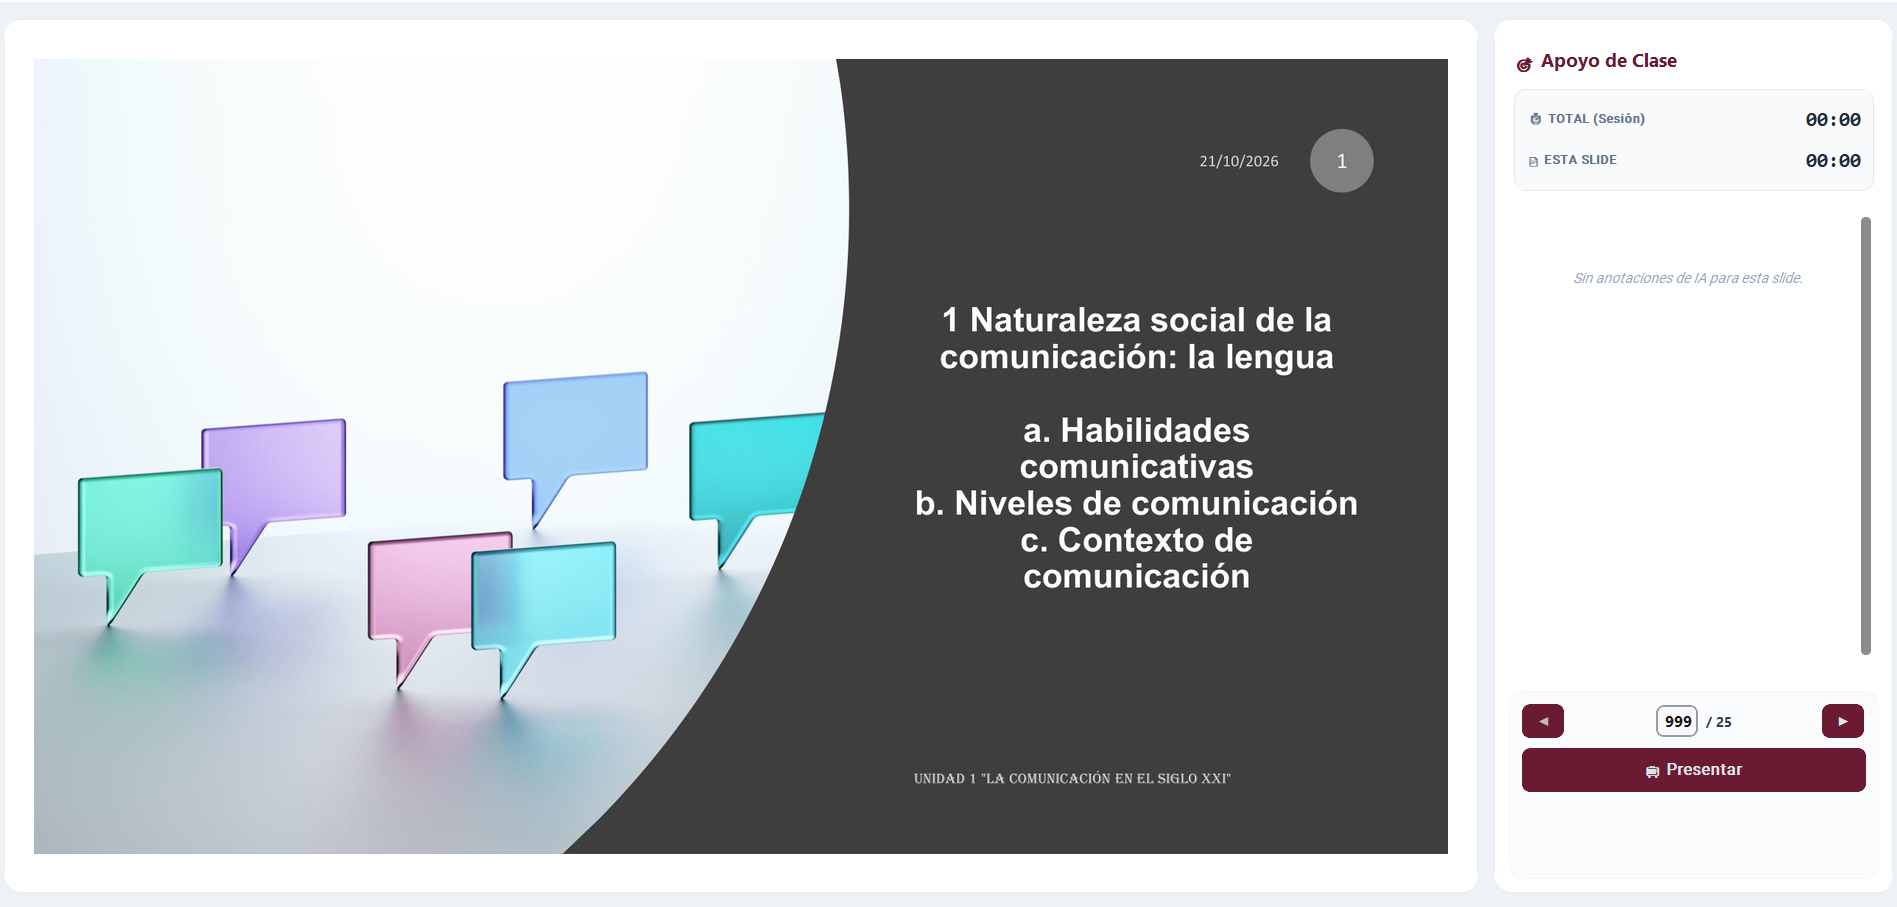 21/10/2026
1
1 Naturaleza social de la
comunicación: la lengua
a. Habilidades
comunicativas
b. Niveles de comunicación
c. Contexto de
comunicación
UNIDAD 1 "LA COMUNICACIÓN EN EL SIGLO XXI"
Apoyo de Clase
TOTAL (Sesión) 00:00
ESTA SLIDE 00:00
Sin anotaciones de IA para esta slide.
999 / 25
Presentar